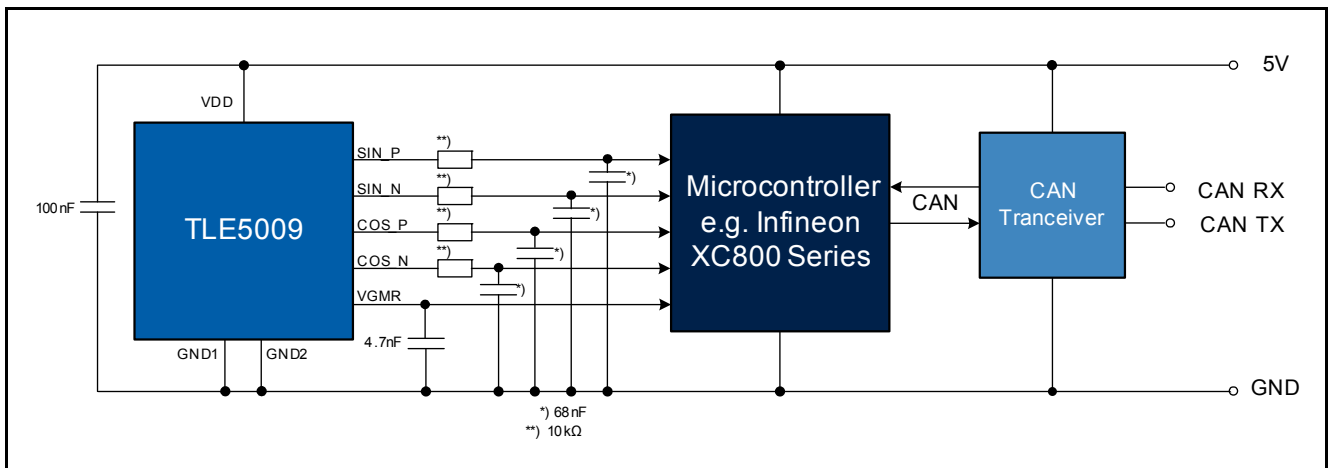 5V
VDD
SIN_P
**)
*)
SIN_N
**)
*)
100nF
TLE5009
COS_P
**)
*)
COS_N
**)
*)
VGMR
4.7nF
GND1
GND2
Microcontroller
e.g. Infineon
XC800 Series
CAN
CAN
Tranceiver
CAN RX
CAN TX
GND
*) 68nF
**) 10kΩ